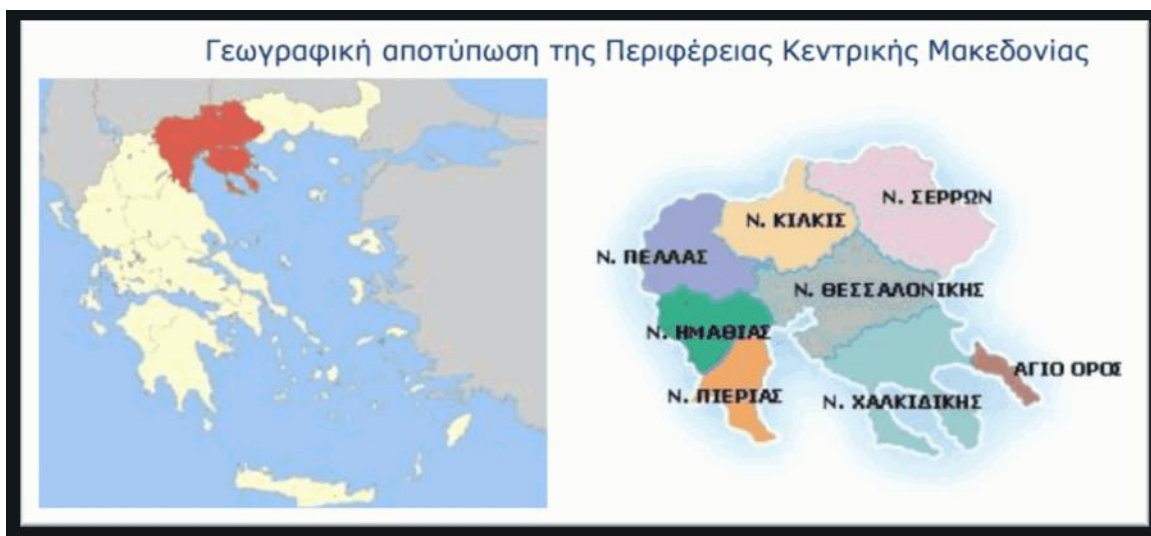 Γεωγραφική αποτύπωση της Περιφέρειας Κεντρικής Μακεδονίας
Ν. ΣΕΡΡΩΝ
Ν. ΚΙΛΚΙΣ
Ν. ΠΕΛΛΑΣ
Ν. ΘΕΣΣΑΛΟΝΙΚΗΣ
Ν. ΗΜΑΘΙΑΣ
ΑΓΙΟ ΟΡΟΣ
Ν. ΠΙΕΡΙΑΣ
Ν. ΧΑΛΚΙΔΙΚΗΣ